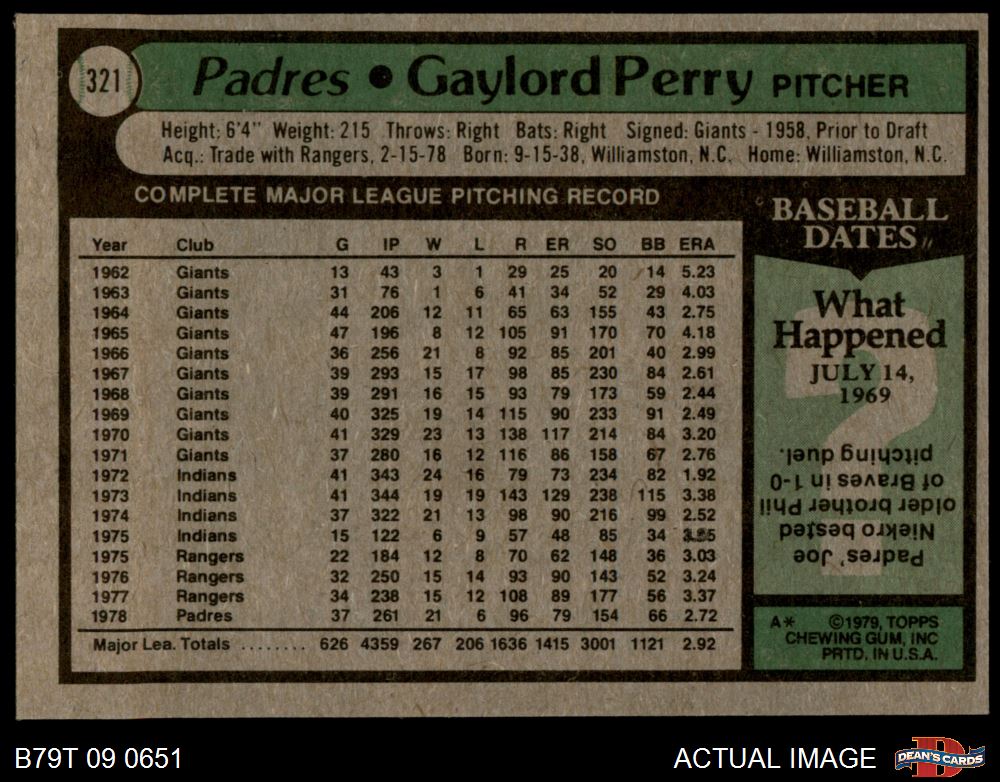 321 Padres • Gaylord Perry PITCHER
Height: 6'4" Weight: 215 Throws: Right Bats: Right Signed: Giants - 1958, Prior to Draft
Acq.: Trade with Rangers, 2-15-78 Born: 9-15-38, Williamston, N.C. Home: Williamston, N.C.
COMPLETE MAJOR LEAGUE PITCHING RECORD
Year Club G IP W L R ER SO BB ERA
1962 Giants 13 43 3 1 29 25 20 14 5.23
1963 Giants 31 76 1 6 41 34 52 29 4.03
1964 Giants 44 206 12 11 65 63 155 43 2.75
1965 Giants 47 196 8 12 105 91 170 70 4.18
1966 Giants 36 256 21 8 92 85 201 40 2.99
1967 Giants 39 293 15 17 98 85 230 84 2.61
1968 Giants 39 291 16 15 93 79 173 59 2.44
1969 Giants 40 325 19 14 115 90 233 91 2.49
1970 Giants 41 329 23 13 138 117 214 84 3.20
1971 Giants 37 280 16 12 116 86 158 67 2.76
1972 Indians 41 343 24 16 79 73 234 82 1.92
1973 Indians 41 344 19 19 143 129 238 115 3.38
1974 Indians 37 322 21 13 98 90 216 99 2.52
1975 Indians 15 122 6 9 57 48 85 34
1975 Rangers 22 184 12 8 70 62 148 36 3.03
1976 Rangers 32 250 15 14 93 90 143 52 3.24
1977 Rangers 34 238 15 12 108 89 177 56 3.37
1978 Padres 37 261 21 6 96 79 154 66 2.72
Major Lea. Totals ........ 626 4359 267 206 1636 1415 3001 1121 2.92
BASEBALL
DATES
What
Happened
JULY 14,
1969
?
Padres' Joe
Niekro bested
older brother Phil
of Braves in 1-0
pitching duel.
A* ©1979, TOPPS
CHEWING GUM, INC
PRTD. IN U.S.A.
B79T 09 0651
ACTUAL IMAGE
D
DEAN'S CARDS